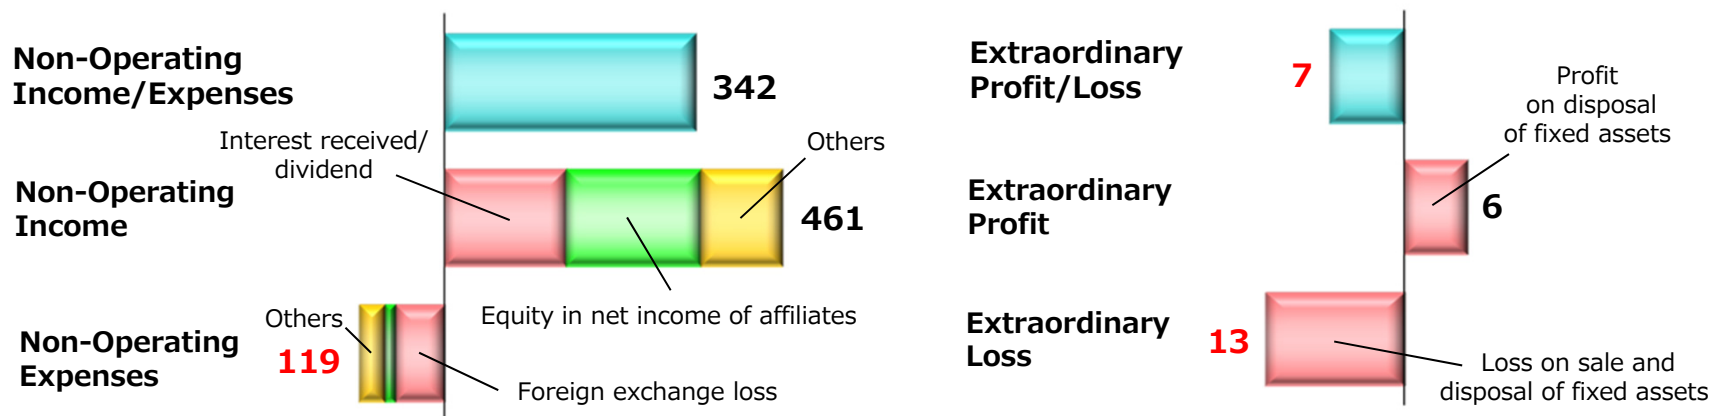 Non-Operating
Income/Expenses
342
Interest received/
dividend
Others
Non-Operating
Income
461
Equity in net income of affiliates
Others
Non-Operating
Expenses
119
Foreign exchange loss
Extraordinary
Profit/Loss
7
Profit
on disposal
of fixed assets
Extraordinary
Profit
6
Extraordinary
Loss
13
Loss on sale and
disposal of fixed assets